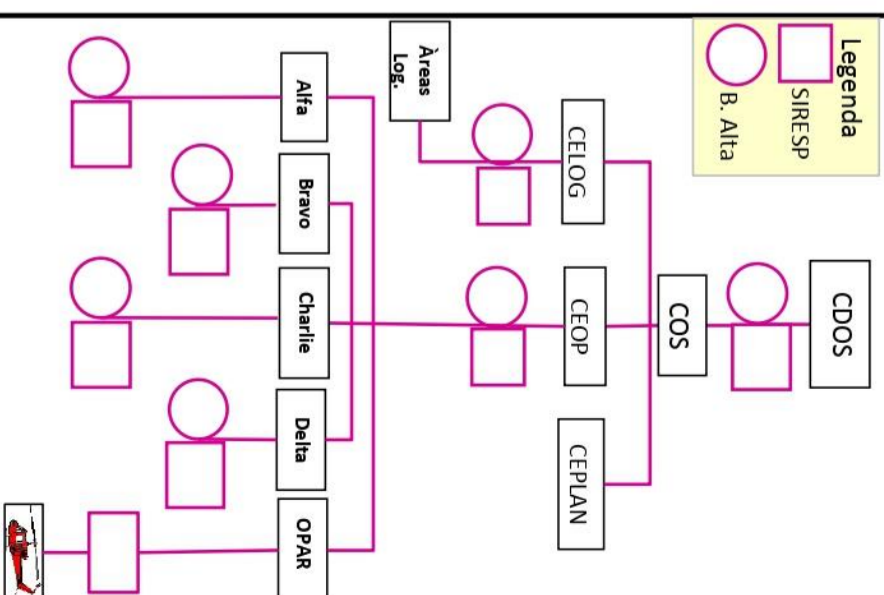 Legenda
SIRESP
B. Alta
CDOS
COS
CELOG
CEOP
CEPLAN
Àreas
Log.
Alfa
Bravo
Charlie
Delta
OPAR